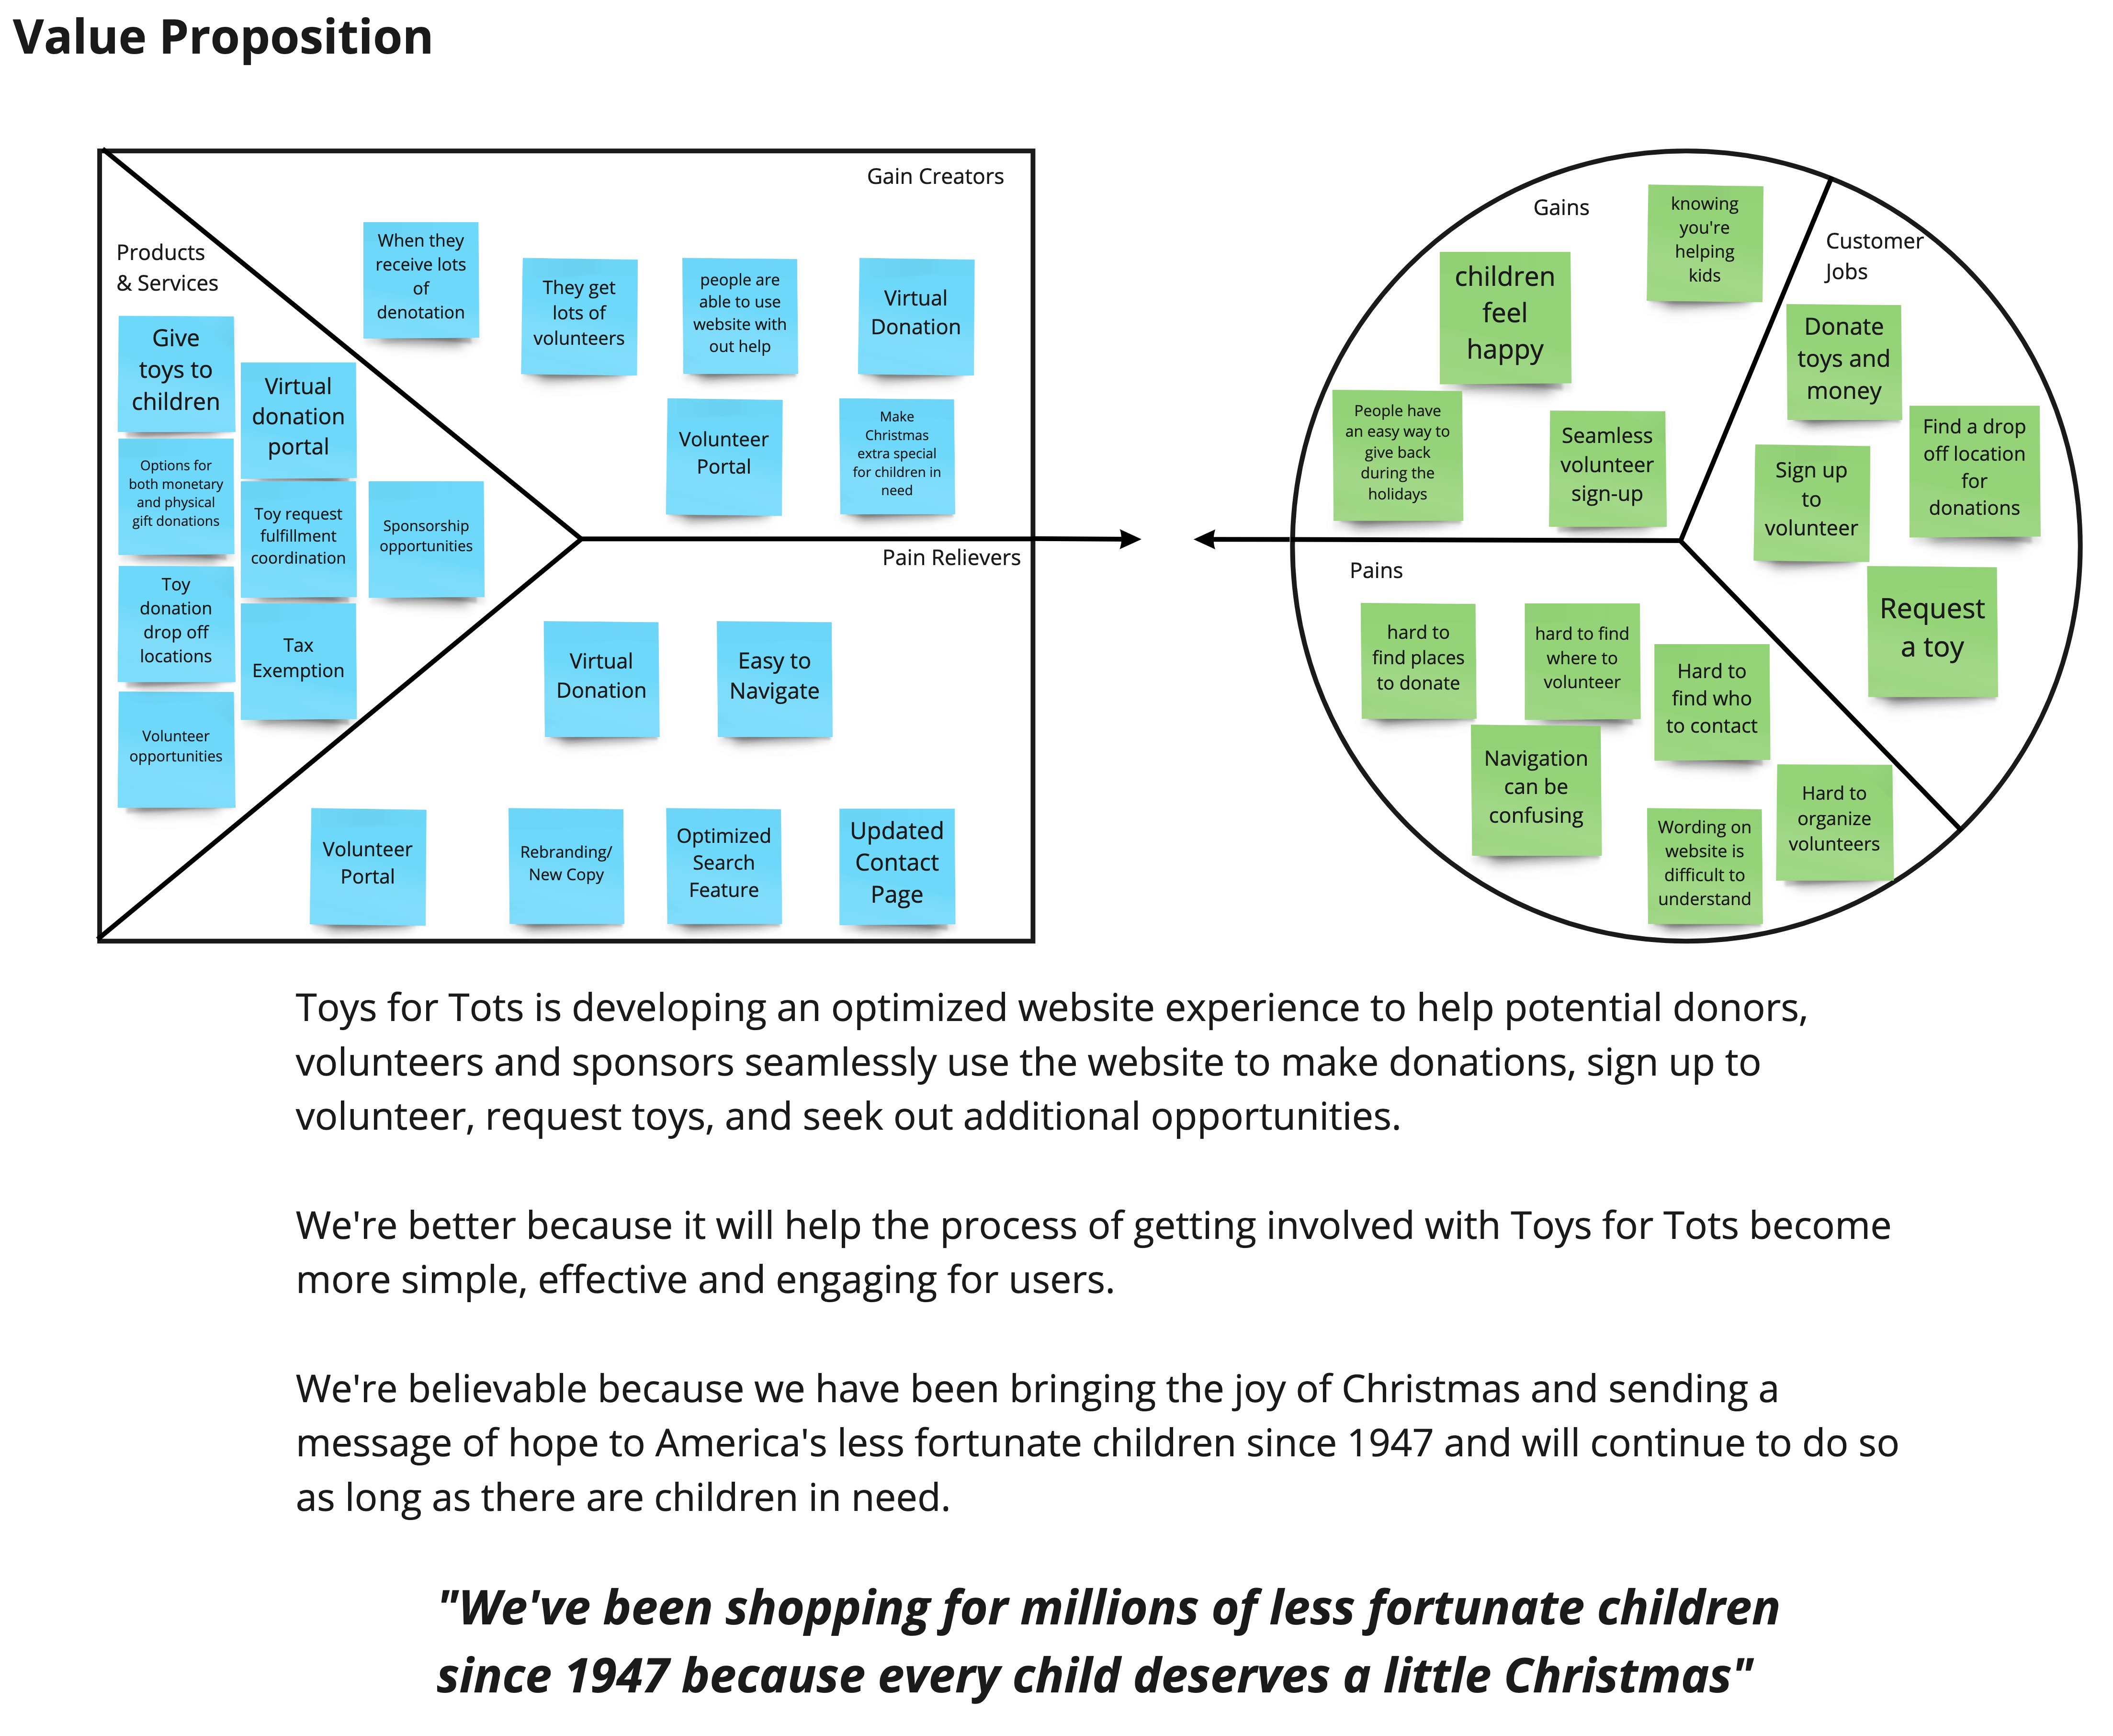 Value Proposition
Gain Creators
Products
& Services
When they
receive lots
of
denotation
They get
lots of
volunteers
people are
able to use
website with
out help
Virtual
Donation
Give
toys to
children
Virtual
donation
portal
Volunteer
Portal
Make
Christmas
extra special
for children in
need
Options for
both monetary
and physical
gift donations
Toy request
fulfillment
coordination
Sponsorship
opportunities
Toy
donation
drop off
locations
Tax
Exemption
Volunteer
opportunities
Pain Relievers
Virtual
Donation
Easy to
Navigate
Volunteer
Portal
Rebranding/
New Copy
Optimized
Search
Feature
Updated
Contact
Page
Gains
knowing
you're
helping
kids
children
feel
happy
People have
an easy way to
give back
during the
holidays
Seamless
volunteer
sign-up
Customer
Jobs
Donate
toys and
money
Find a drop
off location
for
donations
Sign up
to
volunteer
Request
a toy
Pains
hard to
find places
to donate
hard to find
where to
volunteer
Hard to
find who
to contact
Navigation
can be
confusing
Wording on
website is
difficult to
understand
Hard to
organize
volunteers
Toys for Tots is developing an optimized website experience to help potential donors,
volunteers and sponsors seamlessly use the website to make donations, sign up to
volunteer, request toys, and seek out additional opportunities.
We're better because it will help the process of getting involved with Toys for Tots become
more simple, effective and engaging for users.
We're believable because we have been bringing the joy of Christmas and sending a
message of hope to America's less fortunate children since 1947 and will continue to do so
as long as there are children in need.
"We've been shopping for millions of less fortunate children
since 1947 because every child deserves a little Christmas"